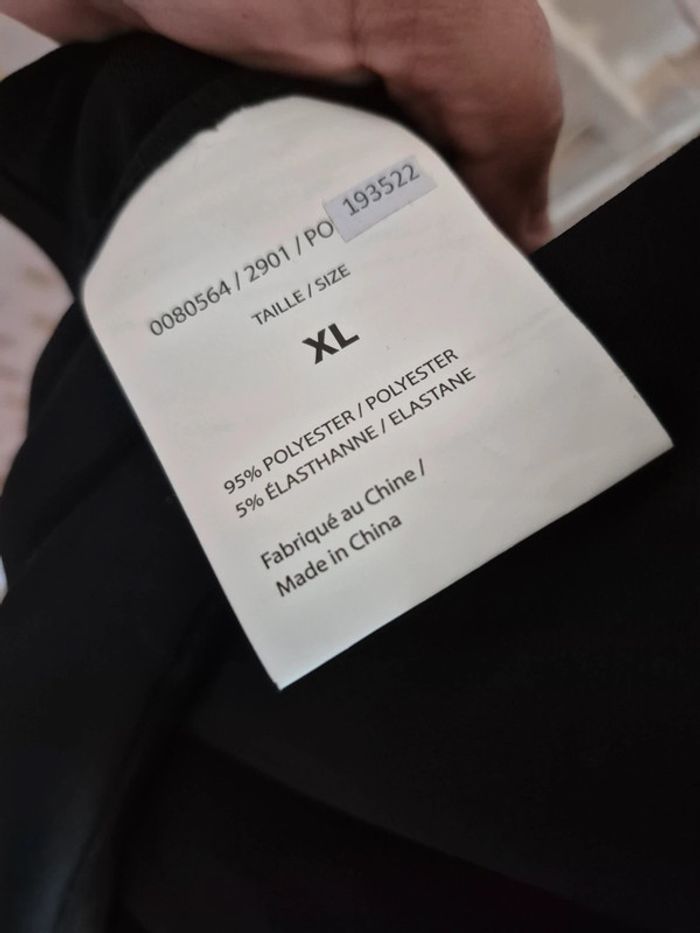 0080564 / 2901 / PO 193522
TAILLE / SIZE
XL
95% POLYESTER / POLYESTER
5% ÉLASTHANNE / ELASTANE
Fabriqué au Chine /
Made in China